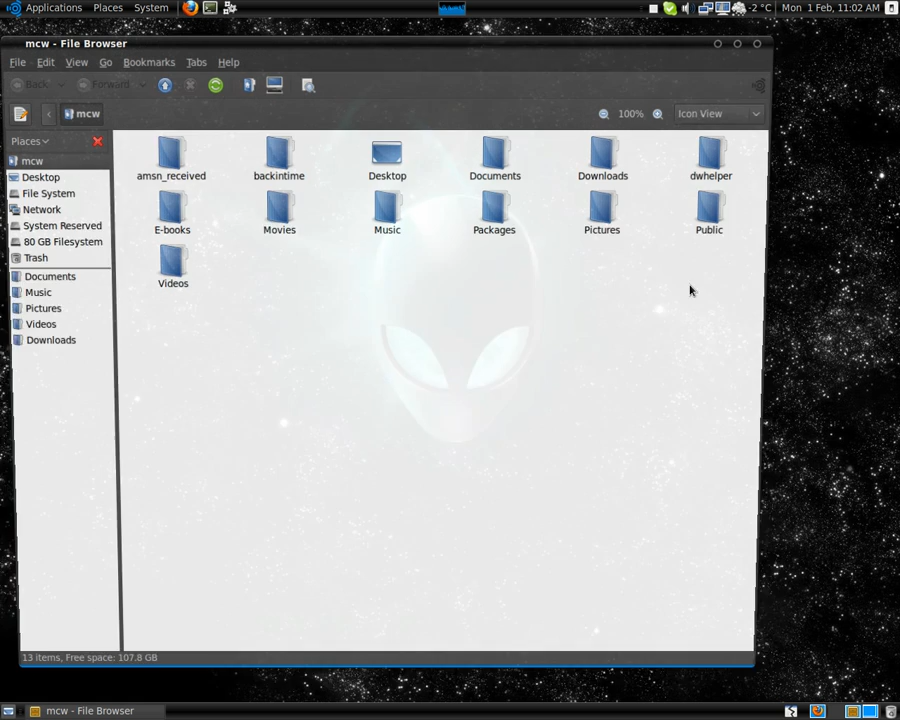 Applications Places System -2 °C Mon 1 Feb, 11:02 AM
mcw - File Browser
File Edit View Go Bookmarks Tabs Help
Back Forward
mcw 100% Icon View
Places
mcw
Desktop
File System
Network
System Reserved
80 GB Filesystem
Trash
Documents
Music
Pictures
Videos
Downloads
amsn_received backintime Desktop Documents Downloads dwhelper
E-books Movies Music Packages Pictures Public
Videos
13 items, Free space: 107.8 GB
mcw - File Browser